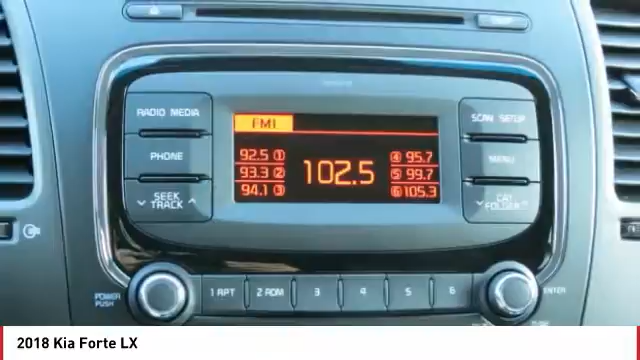 RADIO MEDIA
PHONE
SEEK
TRACK
FM1
92.5 1
93.3 2
94.1 3
102.5
4 95.7
5 99.7
6 105.3
SCAN SETUP
MENU
CAT
FOLDER
POWER
PUSH
1 RPT
2 RDM
3
4
5
6
ENTER
2018 Kia Forte LX